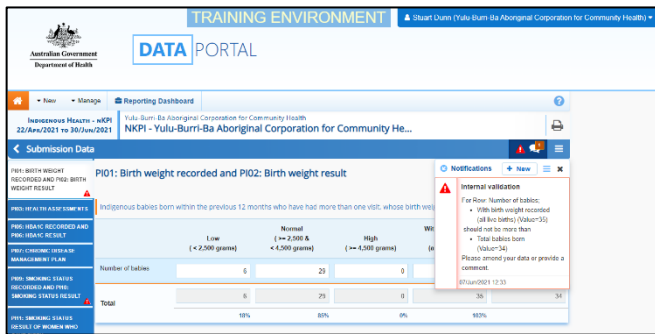 TRAINING ENVIRONMENT
Stuart Dunn (Yulu-Burri-Ba Aboriginal Corporation for Community Health)
Australian Government
Department of Health
DATA PORTAL
New
Manage
Reporting Dashboard
INDIGENOUS HEALTH - NKPI
22/APR/2021 TO 30/JUN/2021
Yulu-Burri-Ba Aboriginal Corporation for Community Health
NKPI - Yulu-Burri-Ba Aboriginal Corporation for Community He...
Submission Data
PI01: BIRTH WEIGHT
RECORDED AND PI02: BIRTH
WEIGHT RESULT
PI03: HEALTH ASSESSMENTS
PI05: HBA1C RECORDED AND
PI06: HBA1C RESULT
PI07: CHRONIC DISEASE
MANAGEMENT PLAN
PI09: SMOKING STATUS
RECORDED AND PI10:
SMOKING STATUS RESULT
PI11: SMOKING STATUS
RESULT OF WOMEN WHO
PI01: Birth weight recorded and PI02: Birth weight result
Indigenous babies born within the previous 12 months who have had more than one visit, whose birth
Low
(< 2,500 grams)
Normal
( >= 2,500 &
< 4,500 grams)
High
( >= 4,500 grams)
Number of babies
6
29
0
Total
6
29
0
35
34
18%
85%
0%
103%
Notifications
+ New
Internal validation
For Row: Number of babies;
• With birth weight recorded
(all live births) (Value=35)
should not be more than
• Total babies born
(Value=34)
Please amend your data or provide a
comment.
07/Jun/2021 12:33